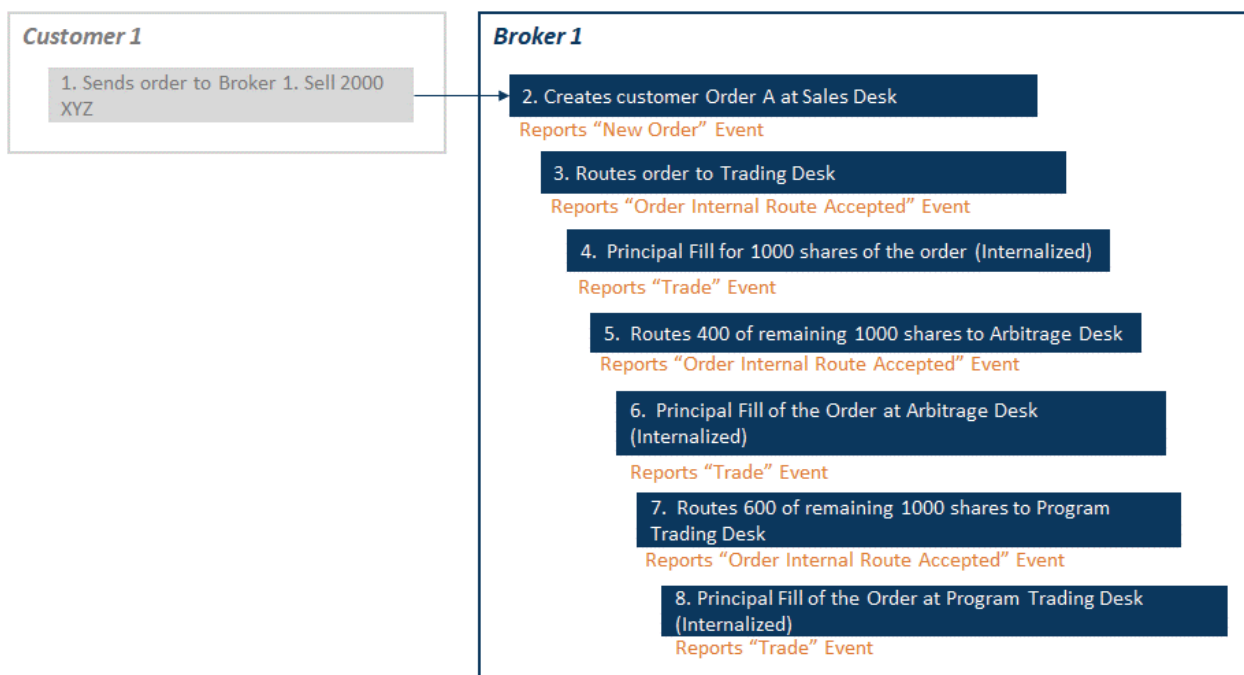 Customer 1
1. Sends order to Broker 1. Sell 2000
XYZ
Broker 1
2. Creates customer Order A at Sales Desk
Reports “New Order” Event
3. Routes order to Trading Desk
Reports “Order Internal Route Accepted” Event
4. Principal Fill for 1000 shares of the order (Internalized)
Reports “Trade” Event
5. Routes 400 of remaining 1000 shares to Arbitrage Desk
Reports “Order Internal Route Accepted” Event
6. Principal Fill of the Order at Arbitrage Desk
(Internalized)
Reports “Trade” Event
7. Routes 600 of remaining 1000 shares to Program
Trading Desk
Reports “Order Internal Route Accepted” Event
8. Principal Fill of the Order at Program Trading Desk
(Internalized)
Reports “Trade” Event